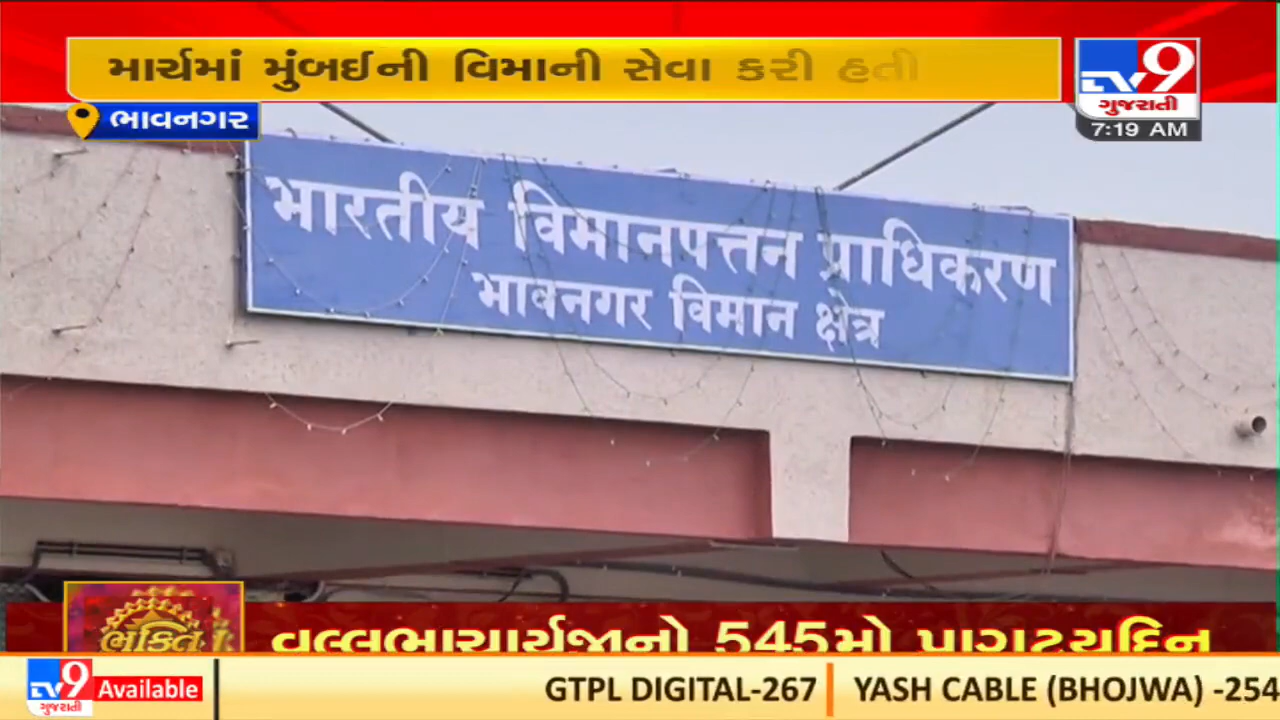 માર્ચમાં મુંબઈની વિમાની સેવા કરી હતી
TV9
ગુજરાતી
7:19 AM
ભાવનગર
भारतीय विमानपत्तन प्राधिकरण
भावनगर विमान क्षेत्र
ભક્તિ
વલ્લભાચાર્યજીનો 545મો પ્રાગટ્યદિન
TV9
ગુજરાતી
Available
GTPL DIGITAL-267
YASH CABLE (BHOJWA) -254